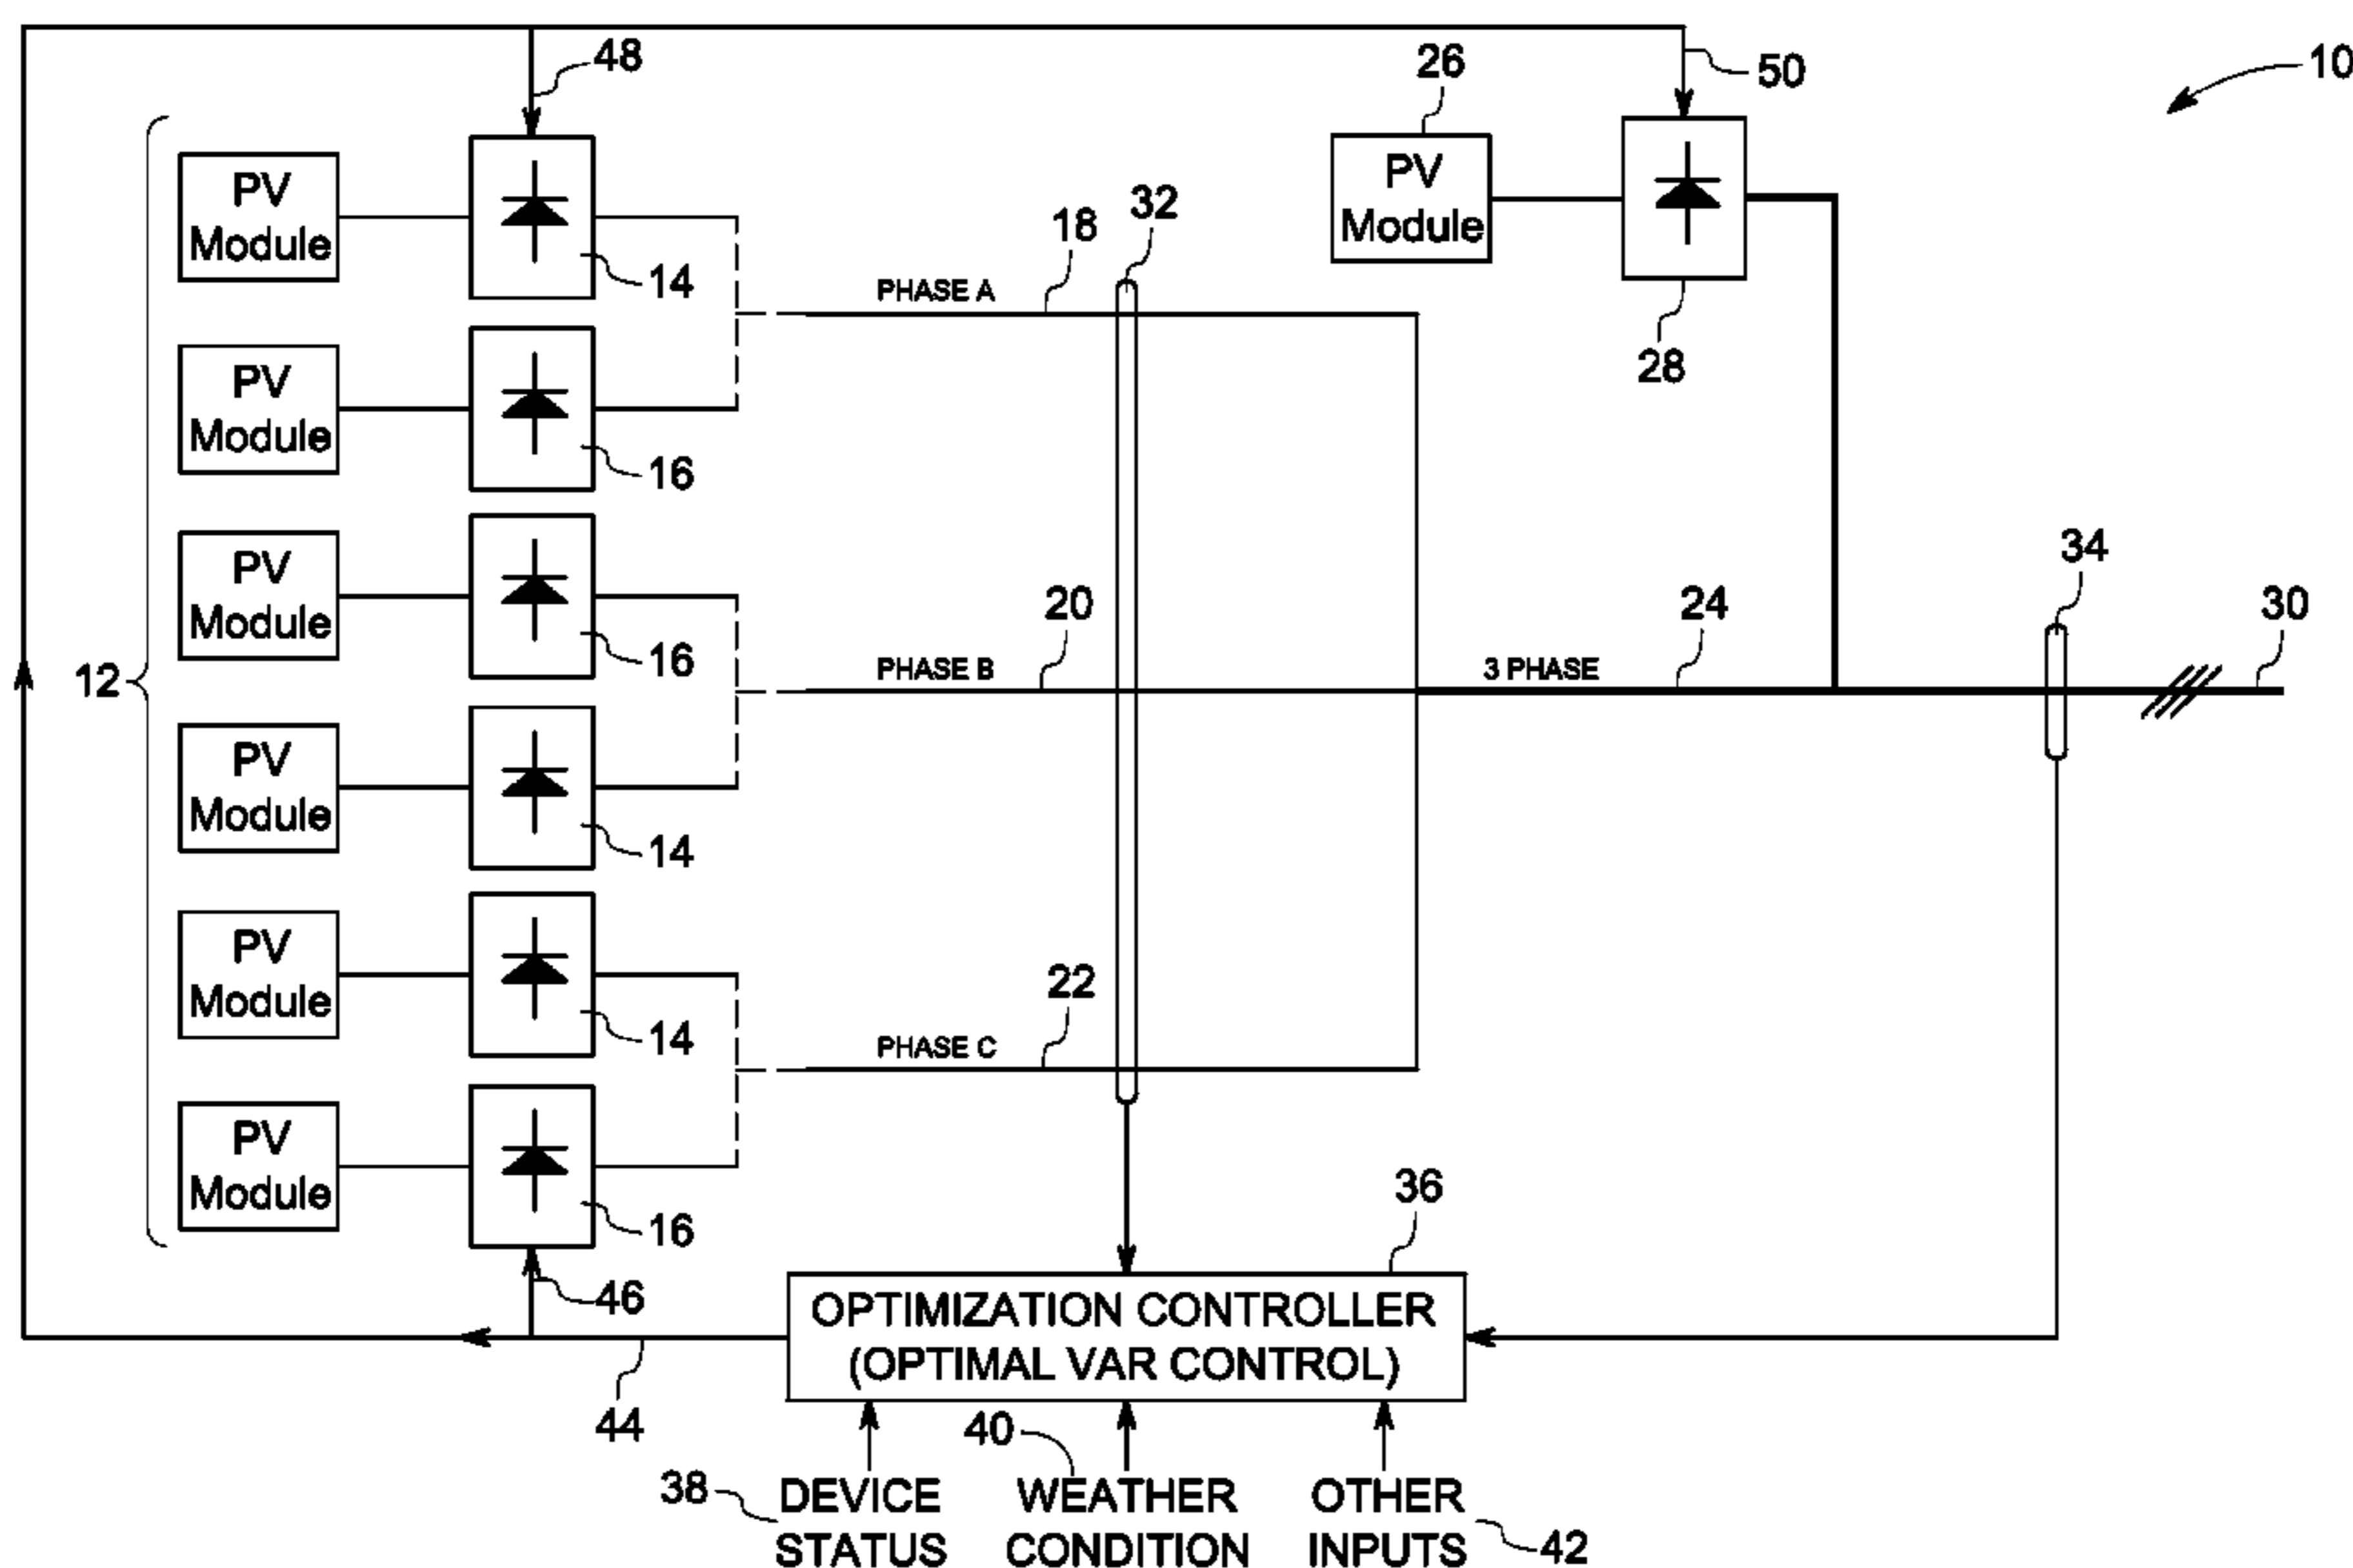 48
26
50
10
PV
Module
14
PV
Module
28
32
18
PHASE A
PV
Module
16
PV
Module
16
12
20
PHASE B
3 PHASE
24
34
30
PV
Module
14
PV
Module
14
22
PHASE C
PV
Module
16
46
36
OPTIMIZATION CONTROLLER
(OPTIMAL VAR CONTROL)
44
38
DEVICE
STATUS
40
WEATHER
CONDITION
OTHER
INPUTS
42